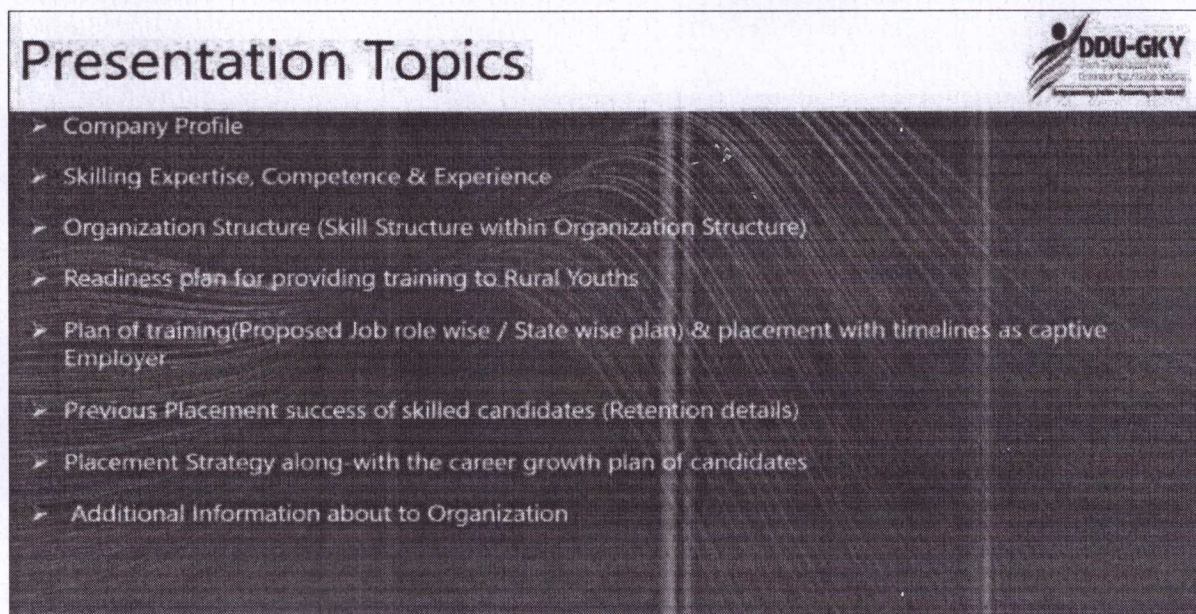 Presentation Topics
DDU-GKY
➤ Company Profile
➤ Skilling Expertise, Competence & Experience
➤ Organization Structure (Skill Structure within Organization Structure)
➤ Readiness plan for providing training to Rural Youths
➤ Plan of training(Proposed Job role wise / State wise plan) & placement with timelines as captive
Employer.
➤ Previous Placement success of skilled candidates (Retention details)
➤ Placement Strategy along-with the career growth plan of candidates
➤ Additional Information about to Organization